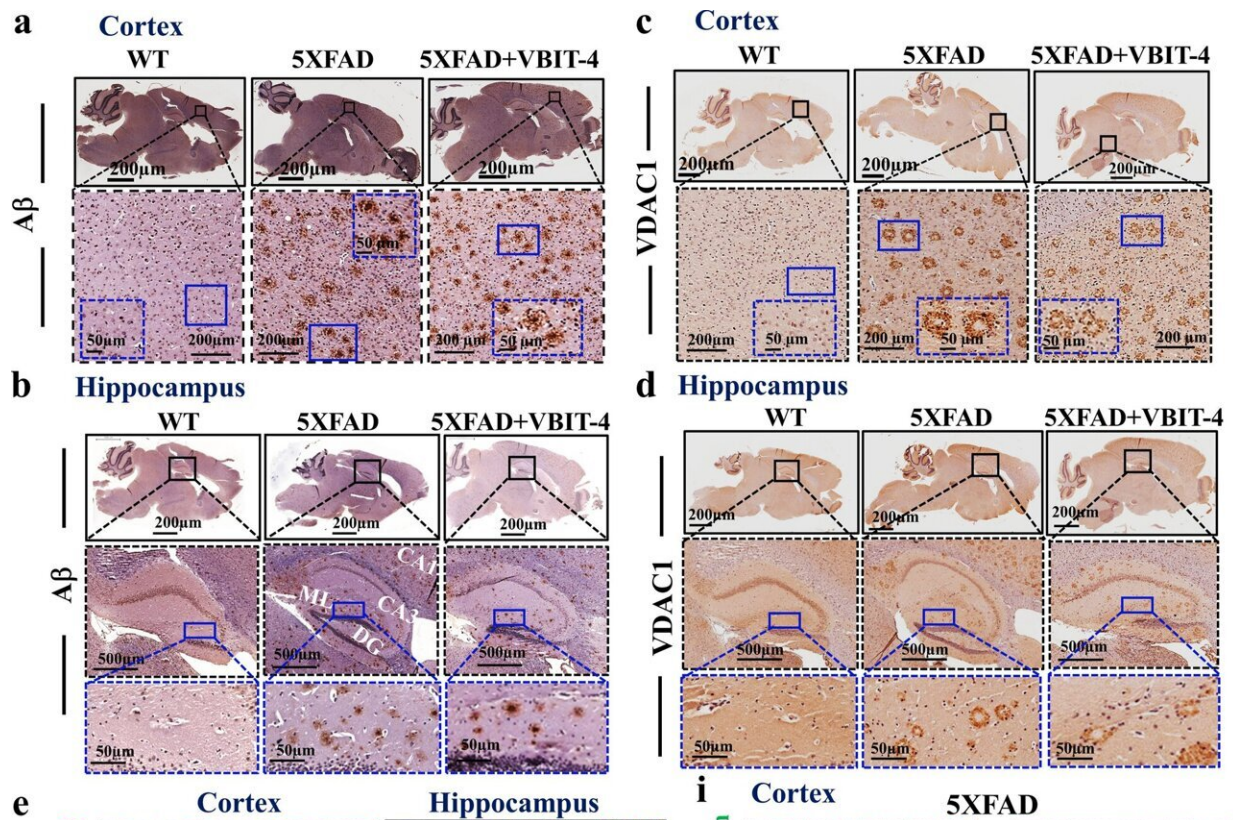 a
Cortex
WT
5XFAD
5XFAD+VBIT-4
Aβ
200µm
200µm
200µm
50 µm
50µm
200µm
200µm
200 µm
50 µm
b
Hippocampus
WT
5XFAD
5XFAD+VBIT-4
Aβ
200µm
200µm
200µm
CA1
ML
CA3
DG
500µm
500µm
500µm
50µm
50µm
50µm
c
Cortex
WT
5XFAD
5XFAD+VBIT-4
VDAC1
200µm
200µm
200µm
200µm
50 µm
200 µm
50 µm
50 µm
200 µm
d
Hippocampus
WT
5XFAD
5XFAD+VBIT-4
VDAC1
200µm
200µm
200µm
500µm
500µm
500µm
50µm
50µm
50µm
e
Cortex
Hippocampus
i
Cortex
5XFAD